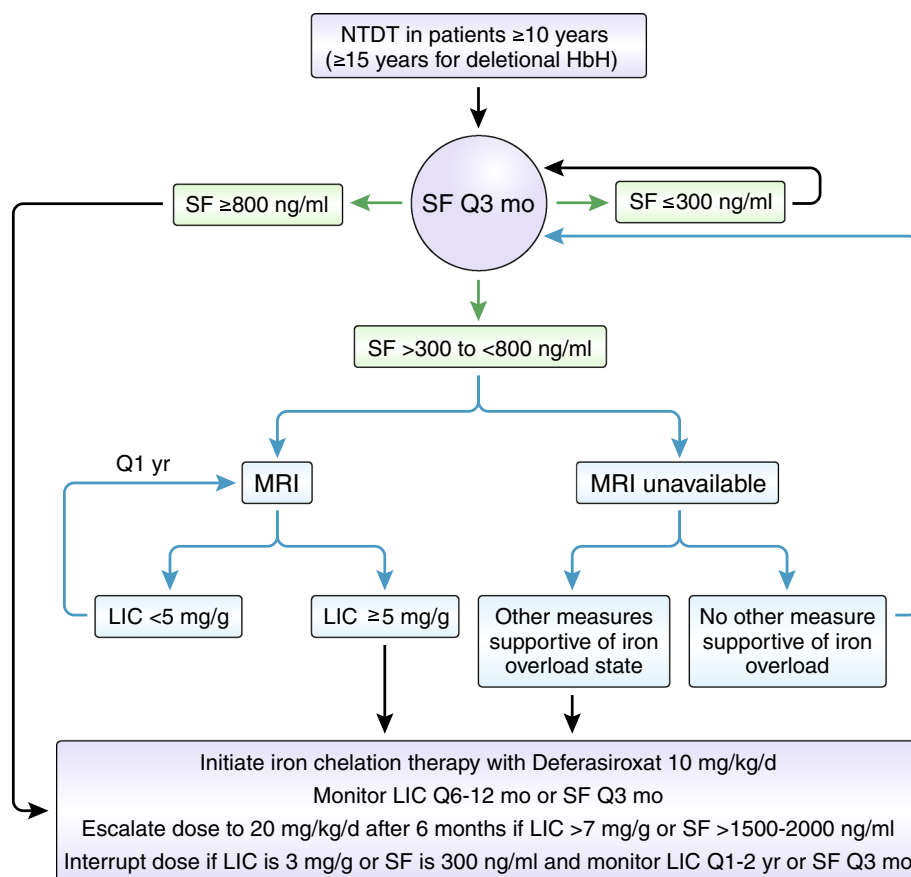 NTDT in patients ≥10 years
(≥15 years for deletional HbH)
SF ≥800 ng/ml
SF Q3 mo
SF ≤300 ng/ml
SF >300 to <800 ng/ml
Q1 yr
MRI
MRI unavailable
LIC <5 mg/g
LIC ≥5 mg/g
Other measures
supportive of iron
overload state
No other measure
supportive of iron
overload
Initiate iron chelation therapy with Deferasiroxat 10 mg/kg/d
Monitor LIC Q6-12 mo or SF Q3 mo
Escalate dose to 20 mg/kg/d after 6 months if LIC >7 mg/g or SF >1500-2000 ng/ml
Interrupt dose if LIC is 3 mg/g or SF is 300 ng/ml and monitor LIC Q1-2 yr or SF Q3 mo